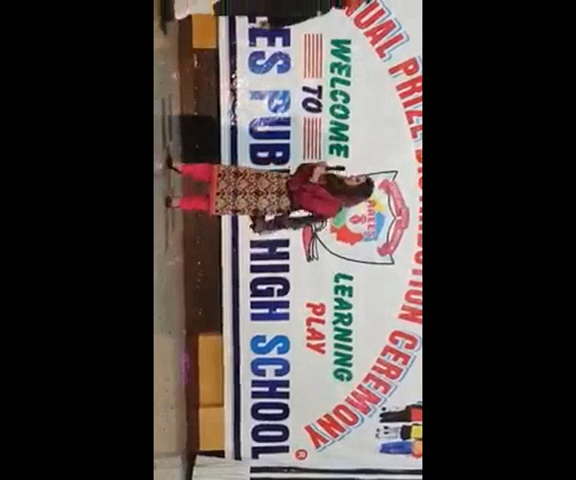 UAL PRIZE DISTRIBUTION CEREMONY
WELCOME
TO
LEARNING
PLAY
ES PUB HIGH SCHOOL
®